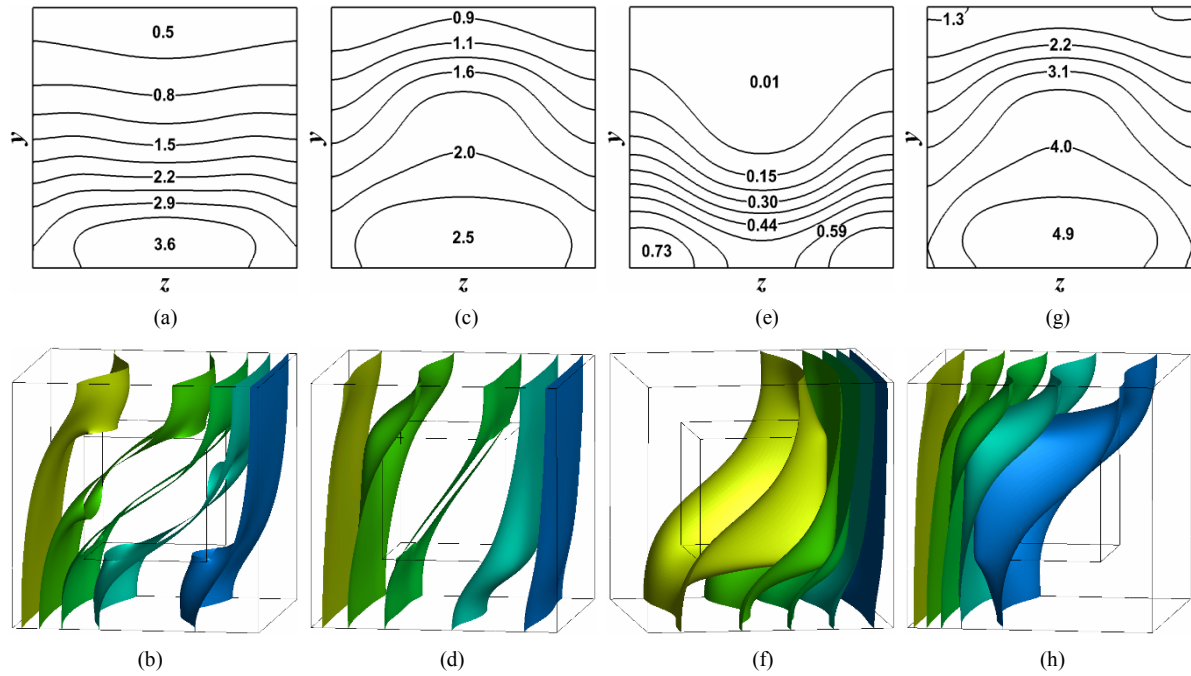 0.5
0.8
1.5
2.2
2.9
3.6
y
z
(a)
0.9
1.1
1.6
2.0
2.5
y
z
(c)
0.01
0.15
0.30
0.44
0.59
0.73
y
z
(e)
1.3
2.2
3.1
4.0
4.9
y
z
(g)
(b)
(d)
(f)
(h)